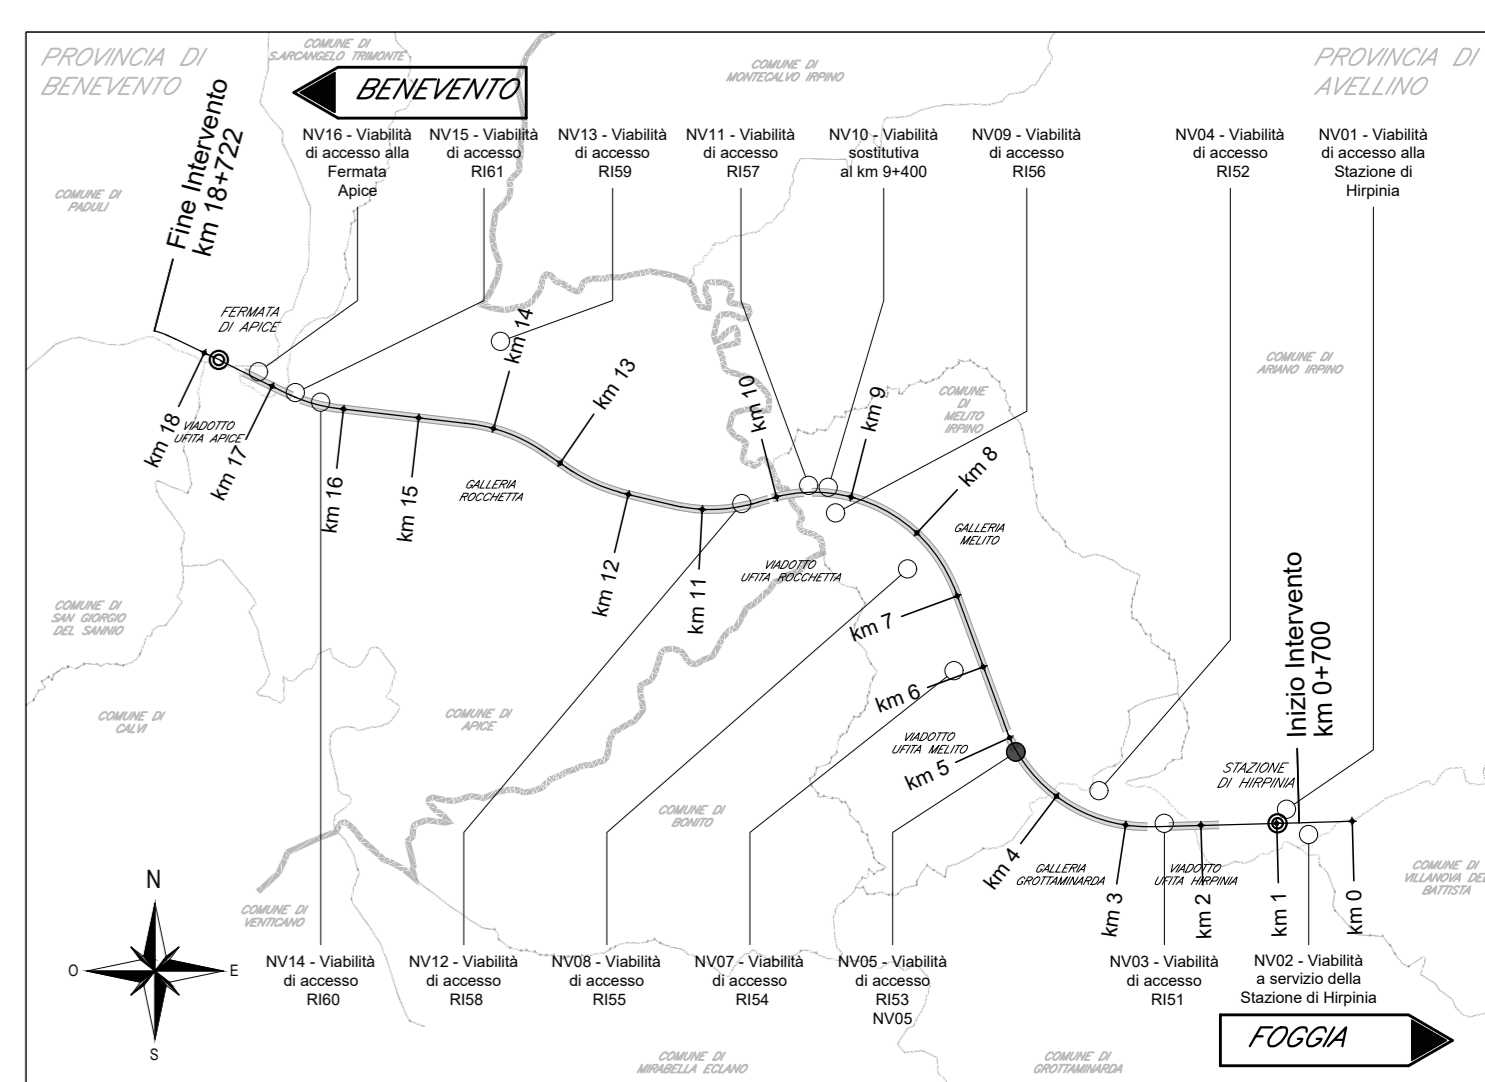 PROVINCIA DI
BENEVENTO
COMUNE DI
S.ARCANGELO TRIMONTE
BENEVENTO
COMUNE DI
MONTECALVO IRPINO
PROVINCIA DI
AVELLINO
Fine Intervento
km 18+722
NV16 - Viabilità
di accesso alla
Fermata
Apice
NV15 - Viabilità
di accesso
RI61
NV13 - Viabilità
di accesso
RI59
NV11 - Viabilità
di accesso
RI57
NV10 - Viabilità
sostitutiva
al km 9+400
NV09 - Viabilità
di accesso
RI56
NV04 - Viabilità
di accesso
RI52
NV01 - Viabilità
di accesso alla
Stazione di
Hirpinia
COMUNE DI
PADULI
FERMATA
DI APICE
km 14
km 13
COMUNE DI
ARIANO IRPINO
COMUNE
DI
MELITO
IRPINO
km 10
km 9
km 8
km 18
VIADOTTO
UFITA APICE
km 17
km 16
km 15
GALLERIA
ROCCHETTA
km 12
km 11
VIADOTTO
UFITA ROCCHETTA
GALLERIA
MELITO
km 7
COMUNE DI
SAN GIORGIO
DEL SANNIO
km 6
Inizio Intervento
km 0+700
COMUNE DI
CALVI
COMUNE DI
APICE
VIADOTTO
UFITA MELITO
km 5
STAZIONE
DI HIRPINIA
COMUNE DI
BONITO
km 4
GALLERIA
GROTTAMINARDA
VIADOTTO
UFITA HIRPINIA
km 3
km 2
km 1
km 0
COMUNE DI
VILLANOVA DEL
BATTISTA
COMUNE DI
VENTICANO
N
O
E
S
NV14 - Viabilità
di accesso
RI60
NV12 - Viabilità
di accesso
RI58
NV08 - Viabilità
di accesso
RI55
NV07 - Viabilità
di accesso
RI54
NV05 - Viabilità
di accesso
RI53
NV05
NV03 - Viabilità
di accesso
RI51
NV02 - Viabilità
a servizio della
Stazione di Hirpinia
FOGGIA
COMUNE DI
MIRABELLA ECLANO
COMUNE DI
GROTTAMINARDA